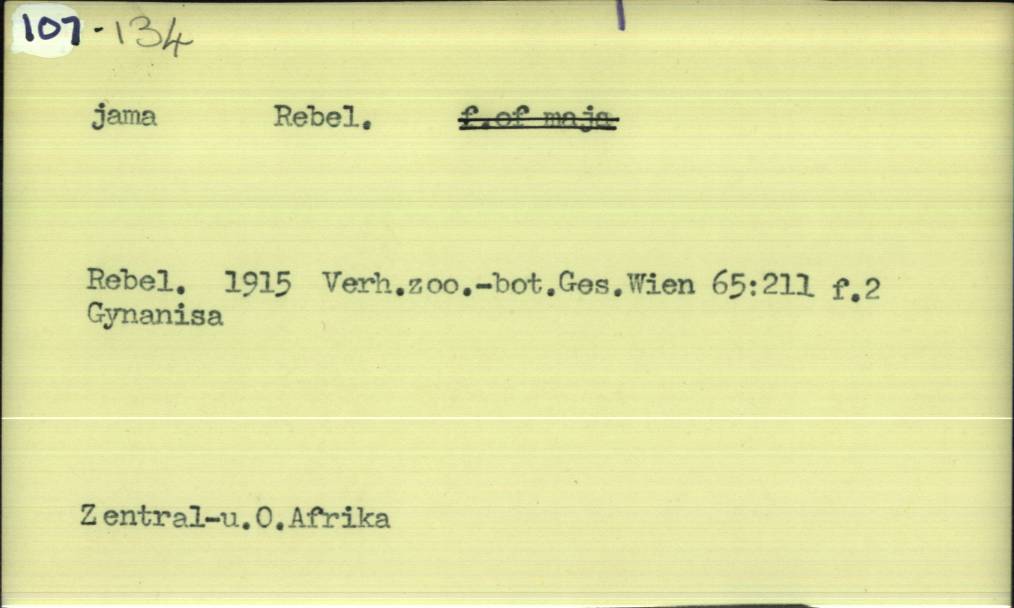 107-134
jama Rebel. f.of maja
Rebel. 1915 Verh.zoo.-bot.Ges.Wien 65:211 f.2
Gynanisa
Zentral-u.O.Afrika